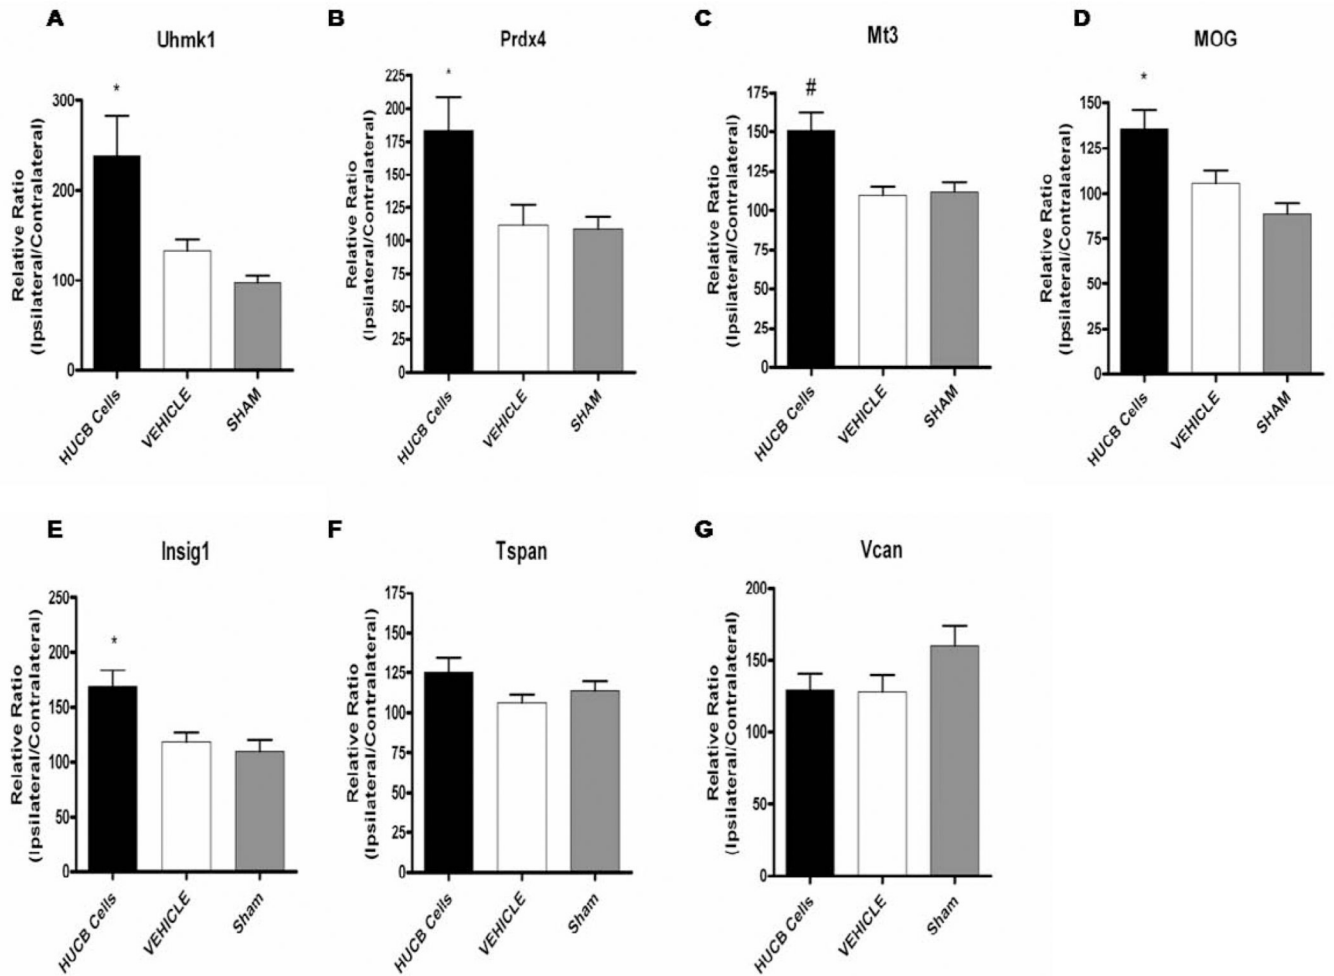 A
Uhmk1
*
Relative Ratio
(Ipsilateral/Contralateral)
300
200
100
0
HUCB Cells
VEHICLE
SHAM
B
Prdx4
*
Relative Ratio
(Ipsilateral/Contralateral)
225
200
175
150
125
100
75
50
25
0
HUCB Cells
VEHICLE
SHAM
C
Mt3
#
Relative Ratio
(Ipsilateral/Contralateral)
175
150
125
100
75
50
25
0
HUCB Cells
VEHICLE
SHAM
D
MOG
*
Relative Ratio
(Ipsilateral/Contralateral)
150
125
100
75
50
25
0
HUCB Cells
VEHICLE
SHAM
E
Insig1
*
Relative Ratio
(Ipsilateral/Contralateral)
250
200
150
100
50
0
HUCB Cells
VEHICLE
Sham
F
Tspan
Relative Ratio
(Ipsilateral/Contralateral)
175
150
125
100
75
50
25
0
HUCB Cells
VEHICLE
Sham
G
Vcan
Relative Ratio
(Ipsilateral/Contralateral)
200
150
100
50
0
HUCB Cells
VEHICLE
Sham